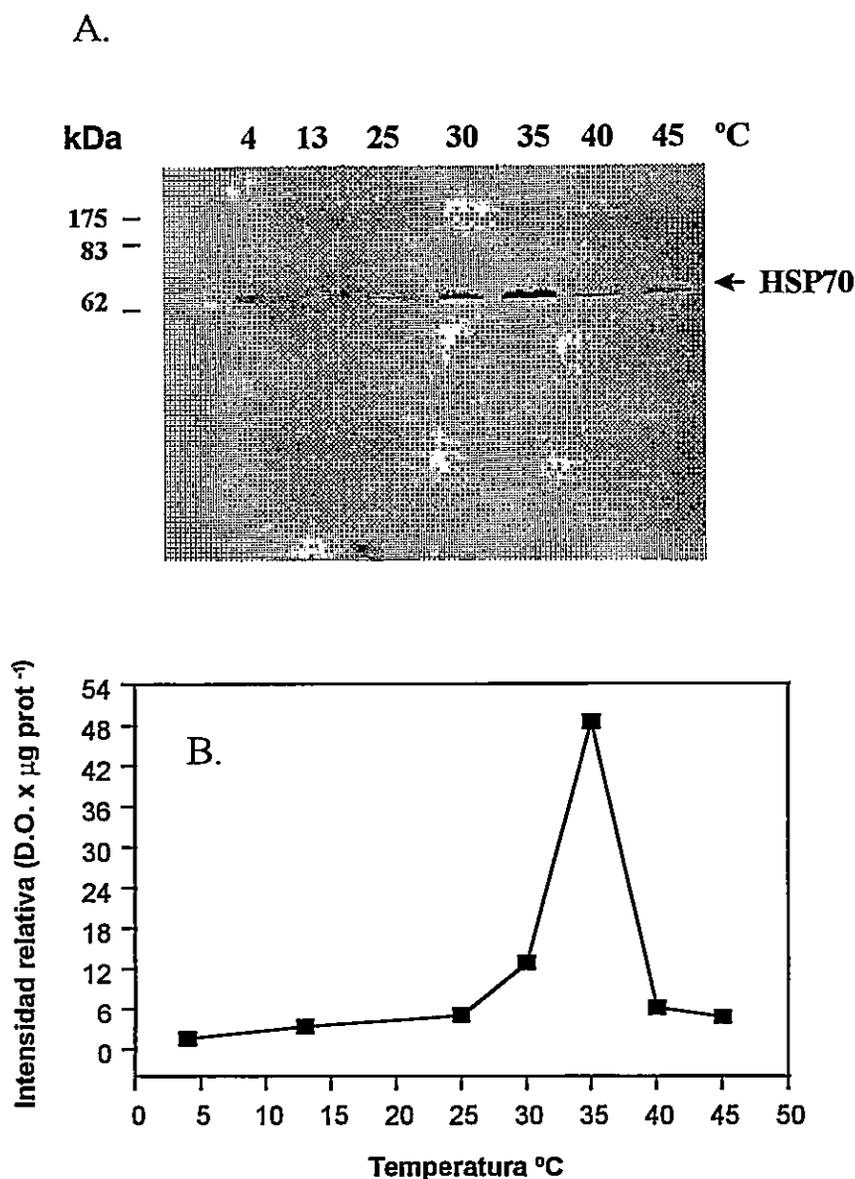 A.
kDa 4 13 25 30 35 40 45 ºC
175
83
62
HSP70
B.
Intensidad relativa (D.O. x µg prot ⁻¹)
54
48
42
36
30
24
18
12
6
0
0 5 10 15 20 25 30 35 40 45 50
Temperatura ºC